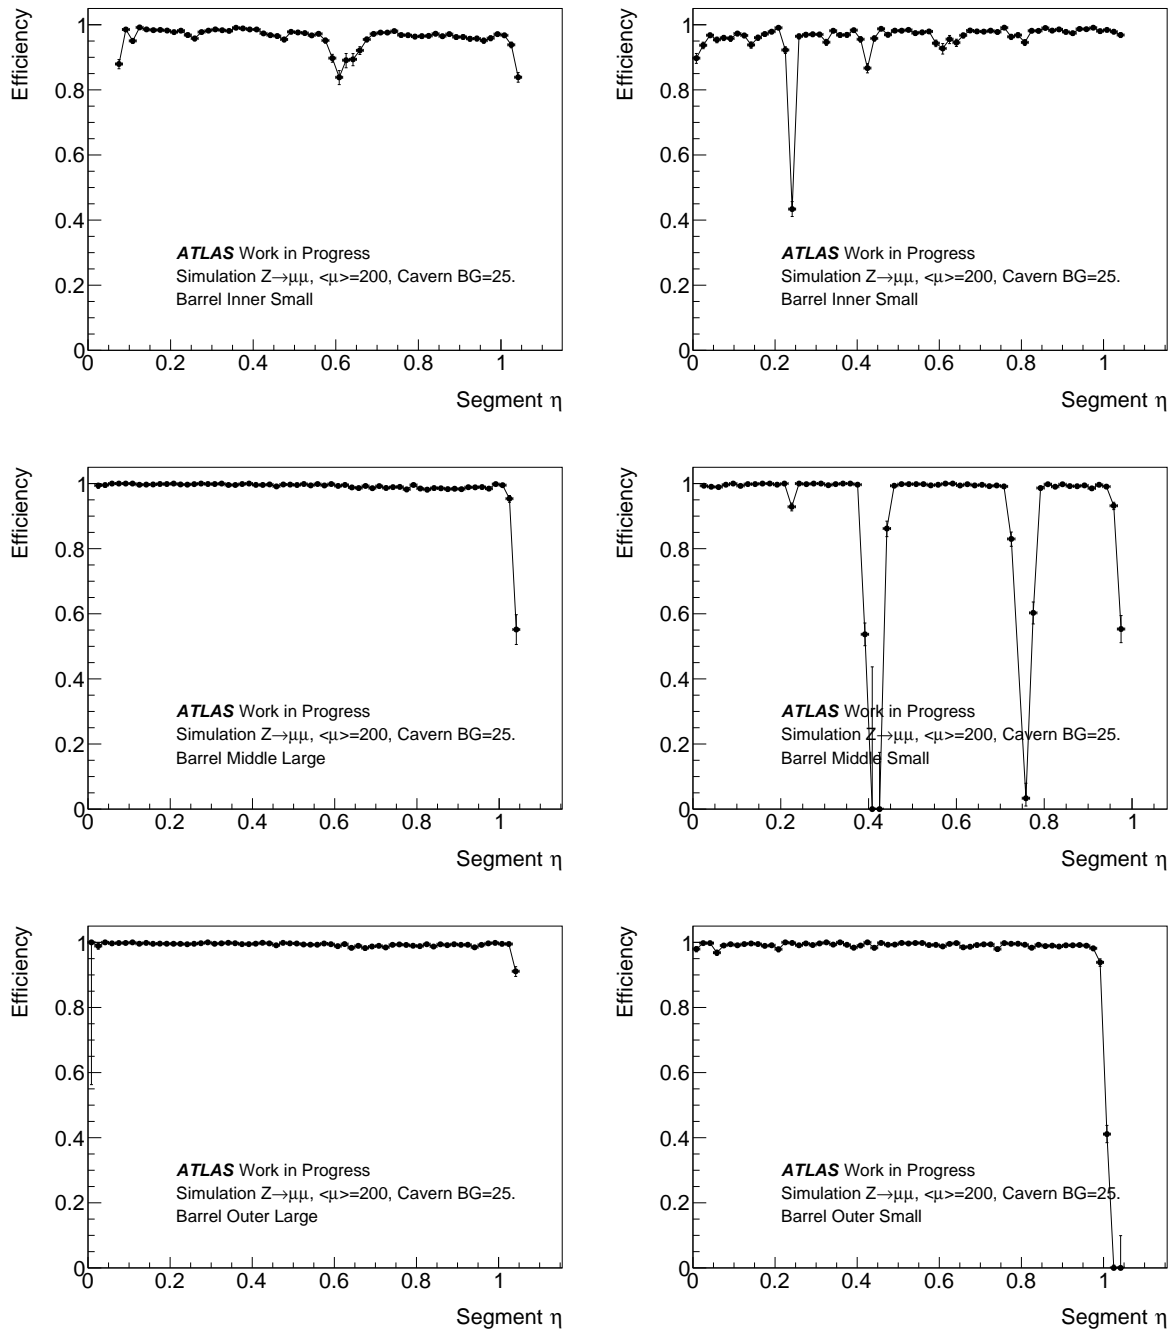 Efficiency
1
0.8
0.6
0.4
0.2
0
0 0.2 0.4 0.6 0.8 1
Segment η
ATLAS Work in Progress
Simulation Z→μμ, <μ>=200, Cavern BG=25.
Barrel Inner Small
Efficiency
1
0.8
0.6
0.4
0.2
0
0 0.2 0.4 0.6 0.8 1
Segment η
ATLAS Work in Progress
Simulation Z→μμ, <μ>=200, Cavern BG=25.
Barrel Inner Small
Efficiency
1
0.8
0.6
0.4
0.2
0
0 0.2 0.4 0.6 0.8 1
Segment η
ATLAS Work in Progress
Simulation Z→μμ, <μ>=200, Cavern BG=25.
Barrel Middle Large
Efficiency
1
0.8
0.6
0.4
0.2
0
0 0.2 0.4 0.6 0.8 1
Segment η
ATLAS Work in Progress
Simulation Z→μμ, <μ>=200, Cavern BG=25.
Barrel Middle Small
Efficiency
1
0.8
0.6
0.4
0.2
0
0 0.2 0.4 0.6 0.8 1
Segment η
ATLAS Work in Progress
Simulation Z→μμ, <μ>=200, Cavern BG=25.
Barrel Outer Large
Efficiency
1
0.8
0.6
0.4
0.2
0
0 0.2 0.4 0.6 0.8 1
Segment η
ATLAS Work in Progress
Simulation Z→μμ, <μ>=200, Cavern BG=25.
Barrel Outer Small